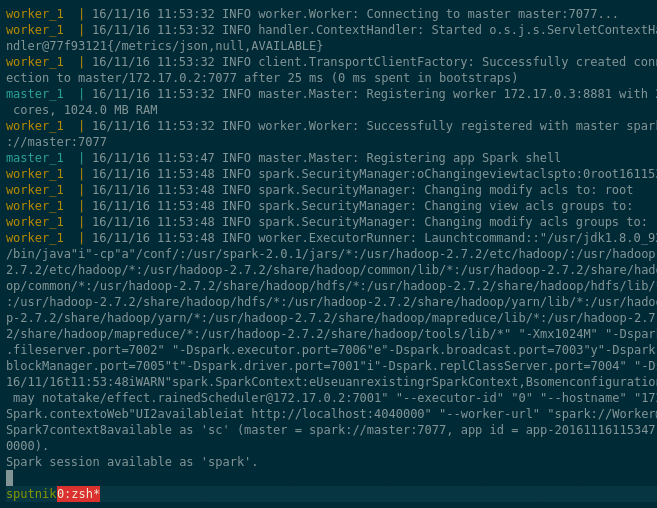 worker_1  | 16/11/16 11:53:32 INFO worker.Worker: Connecting to master master:7077...
worker_1  | 16/11/16 11:53:32 INFO handler.ContextHandler: Started o.s.j.s.ServletContextHa
ndler@77f93121{/metrics/json,null,AVAILABLE}
worker_1  | 16/11/16 11:53:32 INFO client.TransportClientFactory: Successfully created conn
ection to master/172.17.0.2:7077 after 25 ms (0 ms spent in bootstraps)
master_1  | 16/11/16 11:53:32 INFO master.Master: Registering worker 172.17.0.3:8881 with
 cores, 1024.0 MB RAM
worker_1  | 16/11/16 11:53:32 INFO worker.Worker: Successfully registered with master spark
://master:7077
master_1  | 16/11/16 11:53:47 INFO master.Master: Registering app Spark shell
worker_1  | 16/11/16 11:53:48 INFO spark.SecurityManager:oChangingeviewtaclspto:0root161153
worker_1  | 16/11/16 11:53:48 INFO spark.SecurityManager: Changing modify acls to: root
worker_1  | 16/11/16 11:53:48 INFO spark.SecurityManager: Changing view acls groups to:
worker_1  | 16/11/16 11:53:48 INFO spark.SecurityManager: Changing modify acls groups to:
worker_1  | 16/11/16 11:53:48 INFO worker.ExecutorRunner: Launchtcommand::"/usr/jdk1.8.0_92
/bin/java"i"-cp"a"/conf/:/usr/spark-2.0.1/jars/*:/usr/hadoop-2.7.2/etc/hadoop/:/usr/hadoop
2.7.2/etc/hadoop/*:/usr/hadoop-2.7.2/share/hadoop/common/lib/*:/usr/hadoop-2.7.2/share/hado
op/common/*:/usr/hadoop-2.7.2/share/hadoop/hdfs/*:/usr/hadoop-2.7.2/share/hadoop/hdfs/lib/
:/usr/hadoop-2.7.2/share/hadoop/hdfs/*:/usr/hadoop-2.7.2/share/hadoop/yarn/lib/*:/usr/hadoo
p-2.7.2/share/hadoop/yarn/*:/usr/hadoop-2.7.2/share/hadoop/mapreduce/lib/*:/usr/hadoop-2.7.
2/share/hadoop/mapreduce/*:/usr/hadoop-2.7.2/share/hadoop/tools/lib/*" "-Xmx1024M" "-Dspar
.fileserver.port=7002" "-Dspark.executor.port=7006"e"-Dspark.broadcast.port=7003"y"-Dspark
blockManager.port=7005"t"-Dspark.driver.port=7001"i"-Dspark.replClassServer.port=7004" "-D
16/11/16t11:53:48iWARN"spark.SparkContext:eUseuanrexistingrSparkContext,Bsomenconfiguration
 may notatake/effect.rainedScheduler@172.17.0.2:7001" "--executor-id" "0" "--hostname" "172
Spark.contextoWeb"UI2availableiat http://localhost:4040000" "--worker-url" "spark://Worker
Spark7context8available as 'sc' (master = spark://master:7077, app id = app-20161116115347
0000).
Spark session available as 'spark'.
sputnik0:zsh*